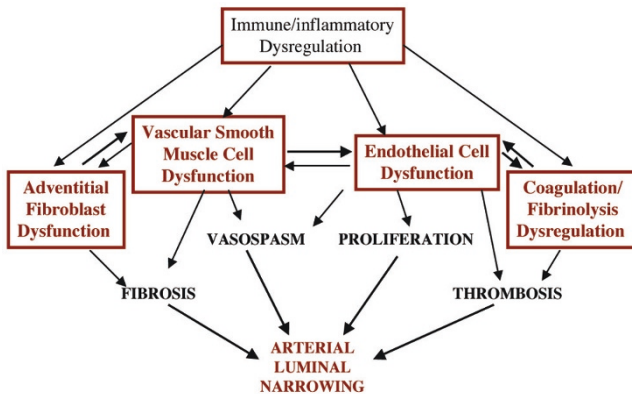 Immune/inflammatory
Dysregulation
Vascular Smooth
Muscle Cell
Dysfunction
Endothelial Cell
Dysfunction
Adventitial
Fibroblast
Dysfunction
Coagulation/
Fibrinolysis
Dysregulation
VASOSPASM
PROLIFERATION
FIBROSIS
THROMBOSIS
ARTERIAL
LUMINAL
NARROWING